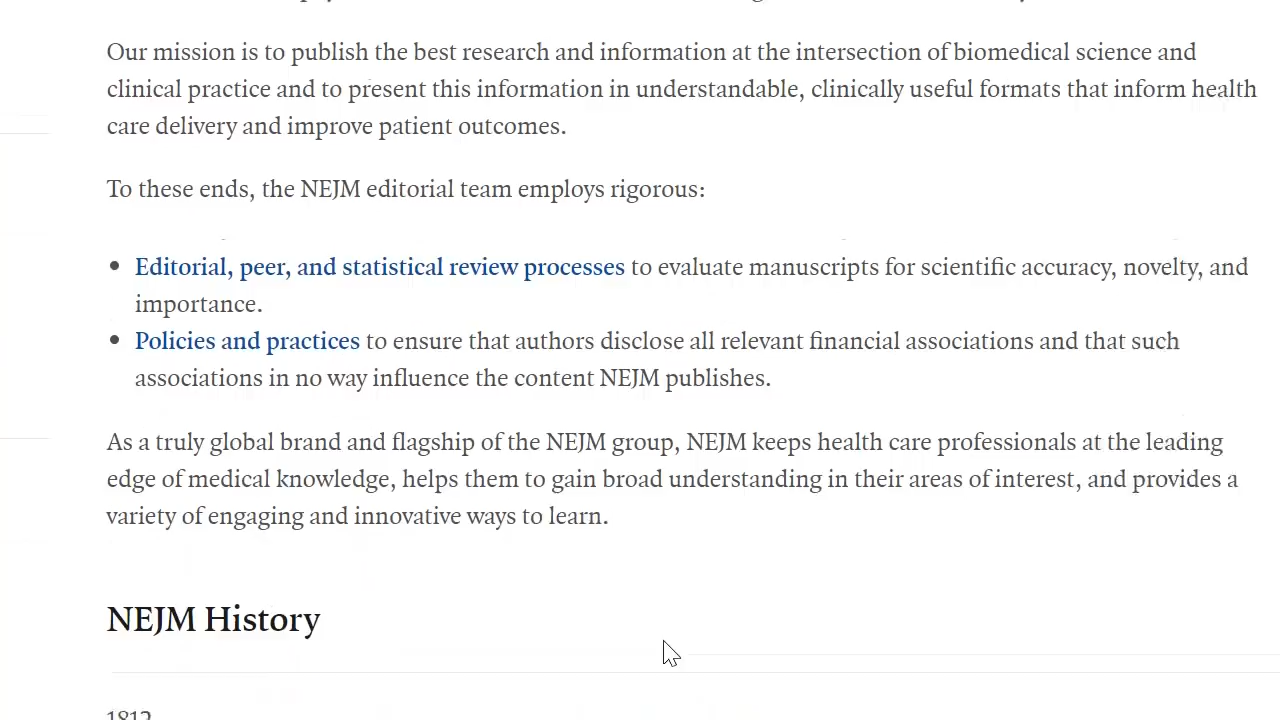 Our mission is to publish the best research and information at the intersection of biomedical science and
clinical practice and to present this information in understandable, clinically useful formats that inform health
care delivery and improve patient outcomes.
To these ends, the NEJM editorial team employs rigorous:
• Editorial, peer, and statistical review processes to evaluate manuscripts for scientific accuracy, novelty, and
importance.
• Policies and practices to ensure that authors disclose all relevant financial associations and that such
associations in no way influence the content NEJM publishes.
As a truly global brand and flagship of the NEJM group, NEJM keeps health care professionals at the leading
edge of medical knowledge, helps them to gain broad understanding in their areas of interest, and provides a
variety of engaging and innovative ways to learn.
NEJM History
1812